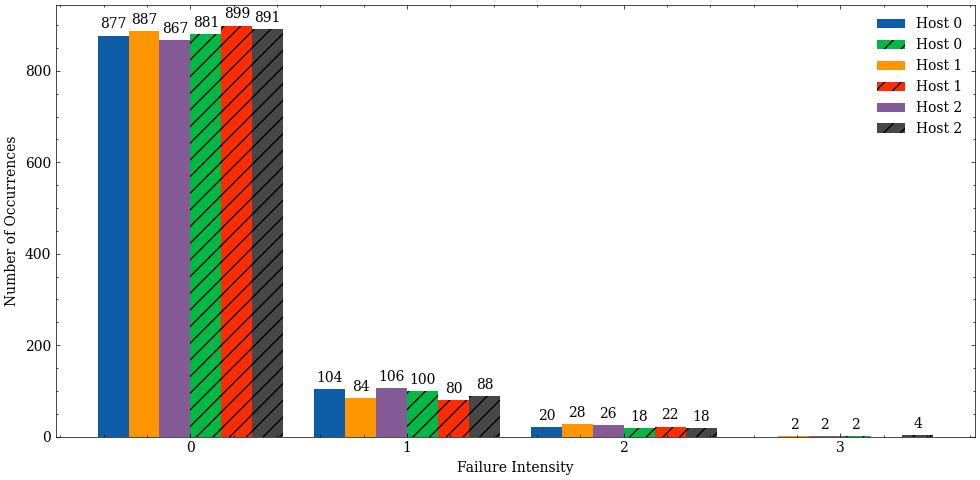 877 887 867 881 899 891
Host 0
Host 0
Host 1
Host 1
Host 2
Host 2
800
600
400
200
0
Number of Occurrences
104 84 106 100 80 88
20 28 26 18 22 18
2 2 2 4
0 1 2 3
Failure Intensity